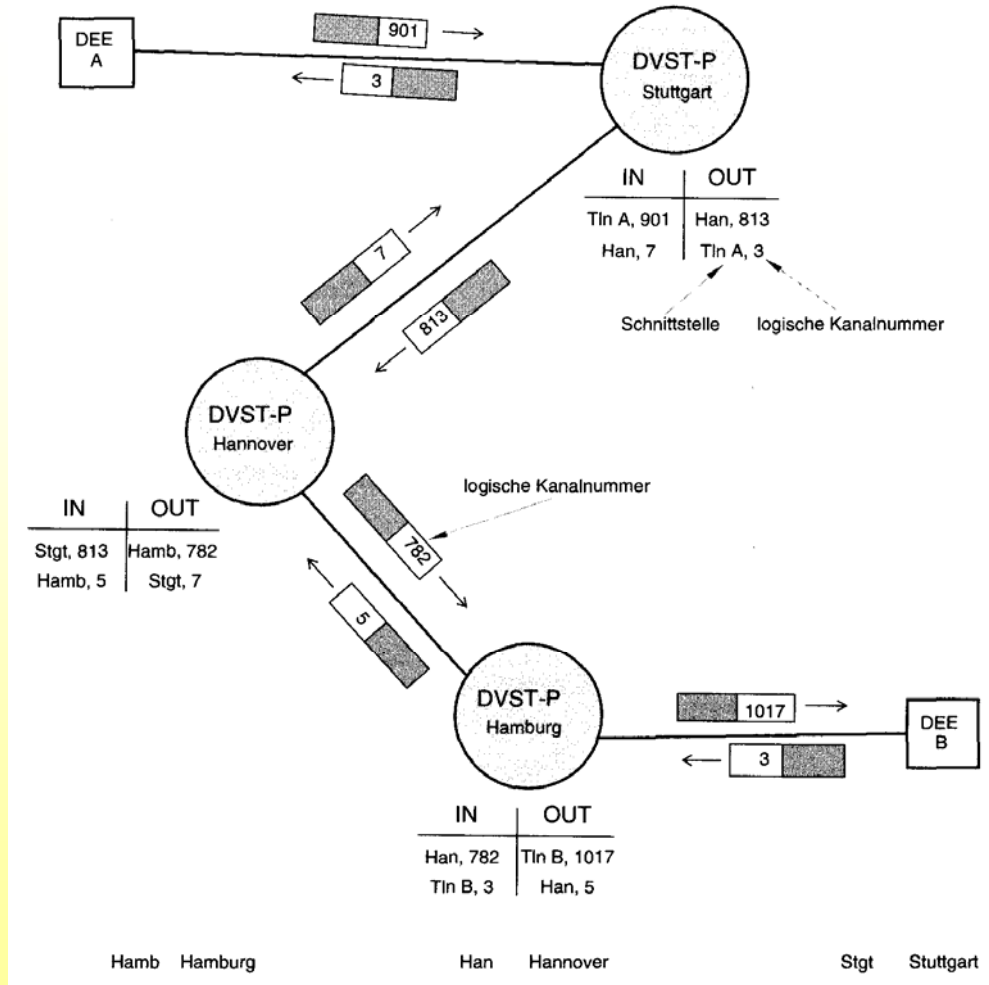 DEE
A
901
3
DVST-P
Stuttgart
IN OUT
Tln A, 901 Han, 813
Han, 7 Tln A, 3
Schnittstelle logische Kanalnummer
7
813
DVST-P
Hannover
IN OUT
Stgt, 813 Hamb, 782
Hamb, 5 Stgt, 7
logische Kanalnummer
782
5
DVST-P
Hamburg
1017
3
DEE
B
IN OUT
Han, 782 Tln B, 1017
Tln B, 3 Han, 5
Hamb Hamburg Han Hannover Stgt Stuttgart